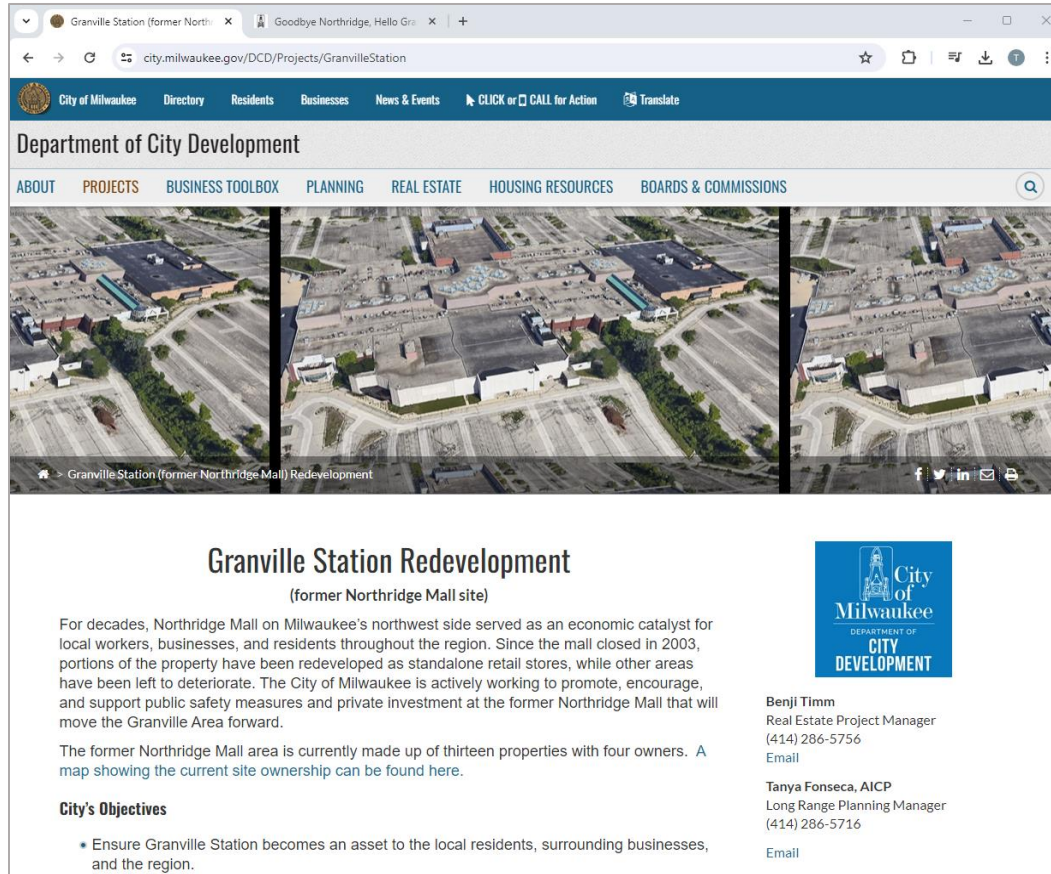 Granville Station (former North
Goodbye Northridge, Hello Gra
city.milwaukee.gov/DCD/Projects/GranvilleStation
T
City of Milwaukee Directory Residents Businesses News & Events CLICK or CALL for Action Translate
Department of City Development
ABOUT PROJECTS BUSINESS TOOLBOX PLANNING REAL ESTATE HOUSING RESOURCES BOARDS & COMMISSIONS
> Granville Station (former Northridge Mall) Redevelopment
Granville Station Redevelopment
(former Northridge Mall site)
For decades, Northridge Mall on Milwaukee's northwest side served as an economic catalyst for
local workers, businesses, and residents throughout the region. Since the mall closed in 2003,
portions of the property have been redeveloped as standalone retail stores, while other areas
have been left to deteriorate. The City of Milwaukee is actively working to promote, encourage,
and support public safety measures and private investment at the former Northridge Mall that will
move the Granville Area forward.
The former Northridge Mall area is currently made up of thirteen properties with four owners. A
map showing the current site ownership can be found here.
City's Objectives
• Ensure Granville Station becomes an asset to the local residents, surrounding businesses,
and the region.
City
of
Milwaukee
DEPARTMENT OF
CITY
DEVELOPMENT
Benji Timm
Real Estate Project Manager
(414) 286-5756
Email
Tanya Fonseca, AICP
Long Range Planning Manager
(414) 286-5716
Email